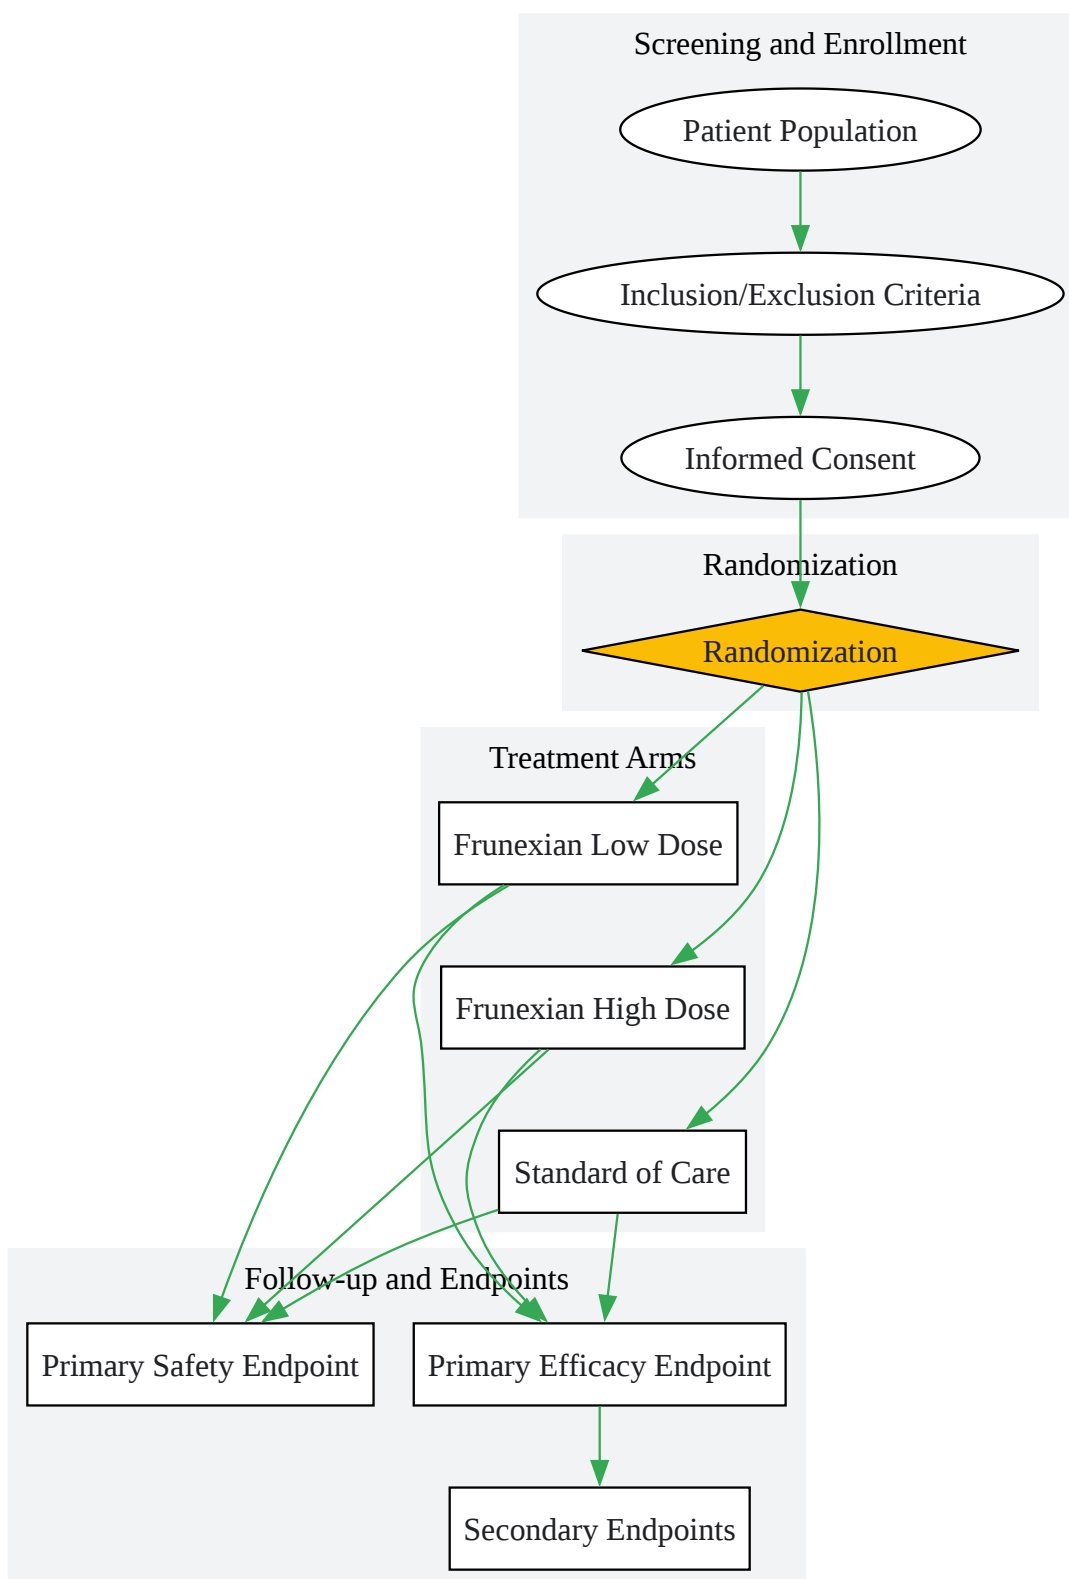 Screening and Enrollment
Patient Population
Inclusion/Exclusion Criteria
Informed Consent
Randomization
Randomization
Treatment Arms
Frunexian Low Dose
Frunexian High Dose
Standard of Care
Follow-up and Endpoints
Primary Safety Endpoint
Primary Efficacy Endpoint
Secondary Endpoints